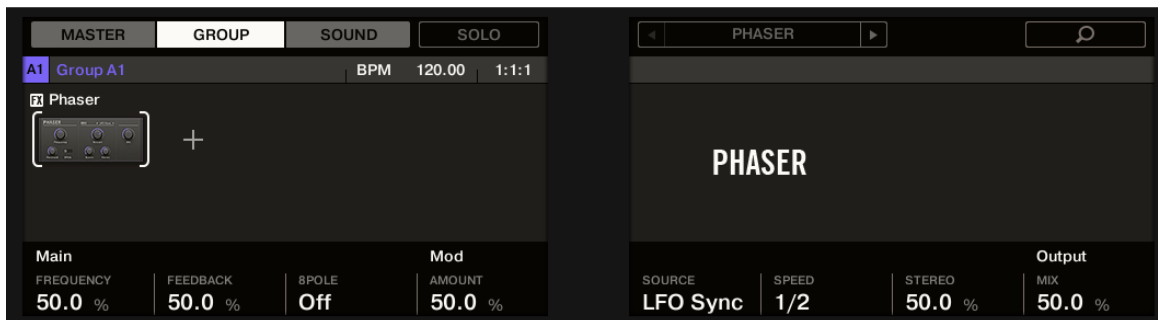 MASTER GROUP SOUND SOLO
A1 Group A1 BPM 120.00 1:1:1
FX Phaser
PHASER
Main Mod
FREQUENCY FEEDBACK 8POLE AMOUNT
50.0 % 50.0 % Off 50.0 %
PHASER
PHASER
Output
SOURCE SPEED STEREO MIX
LFO Sync 1/2 50.0 % 50.0 %